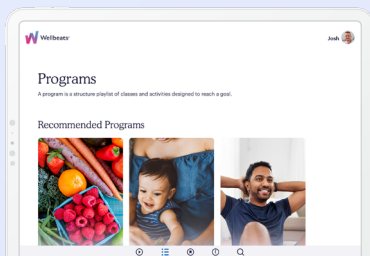 Wellbeats
Josh
Programs
A program is a structure playlist of classes and activities designed to reach a goal.
Recommended Programs